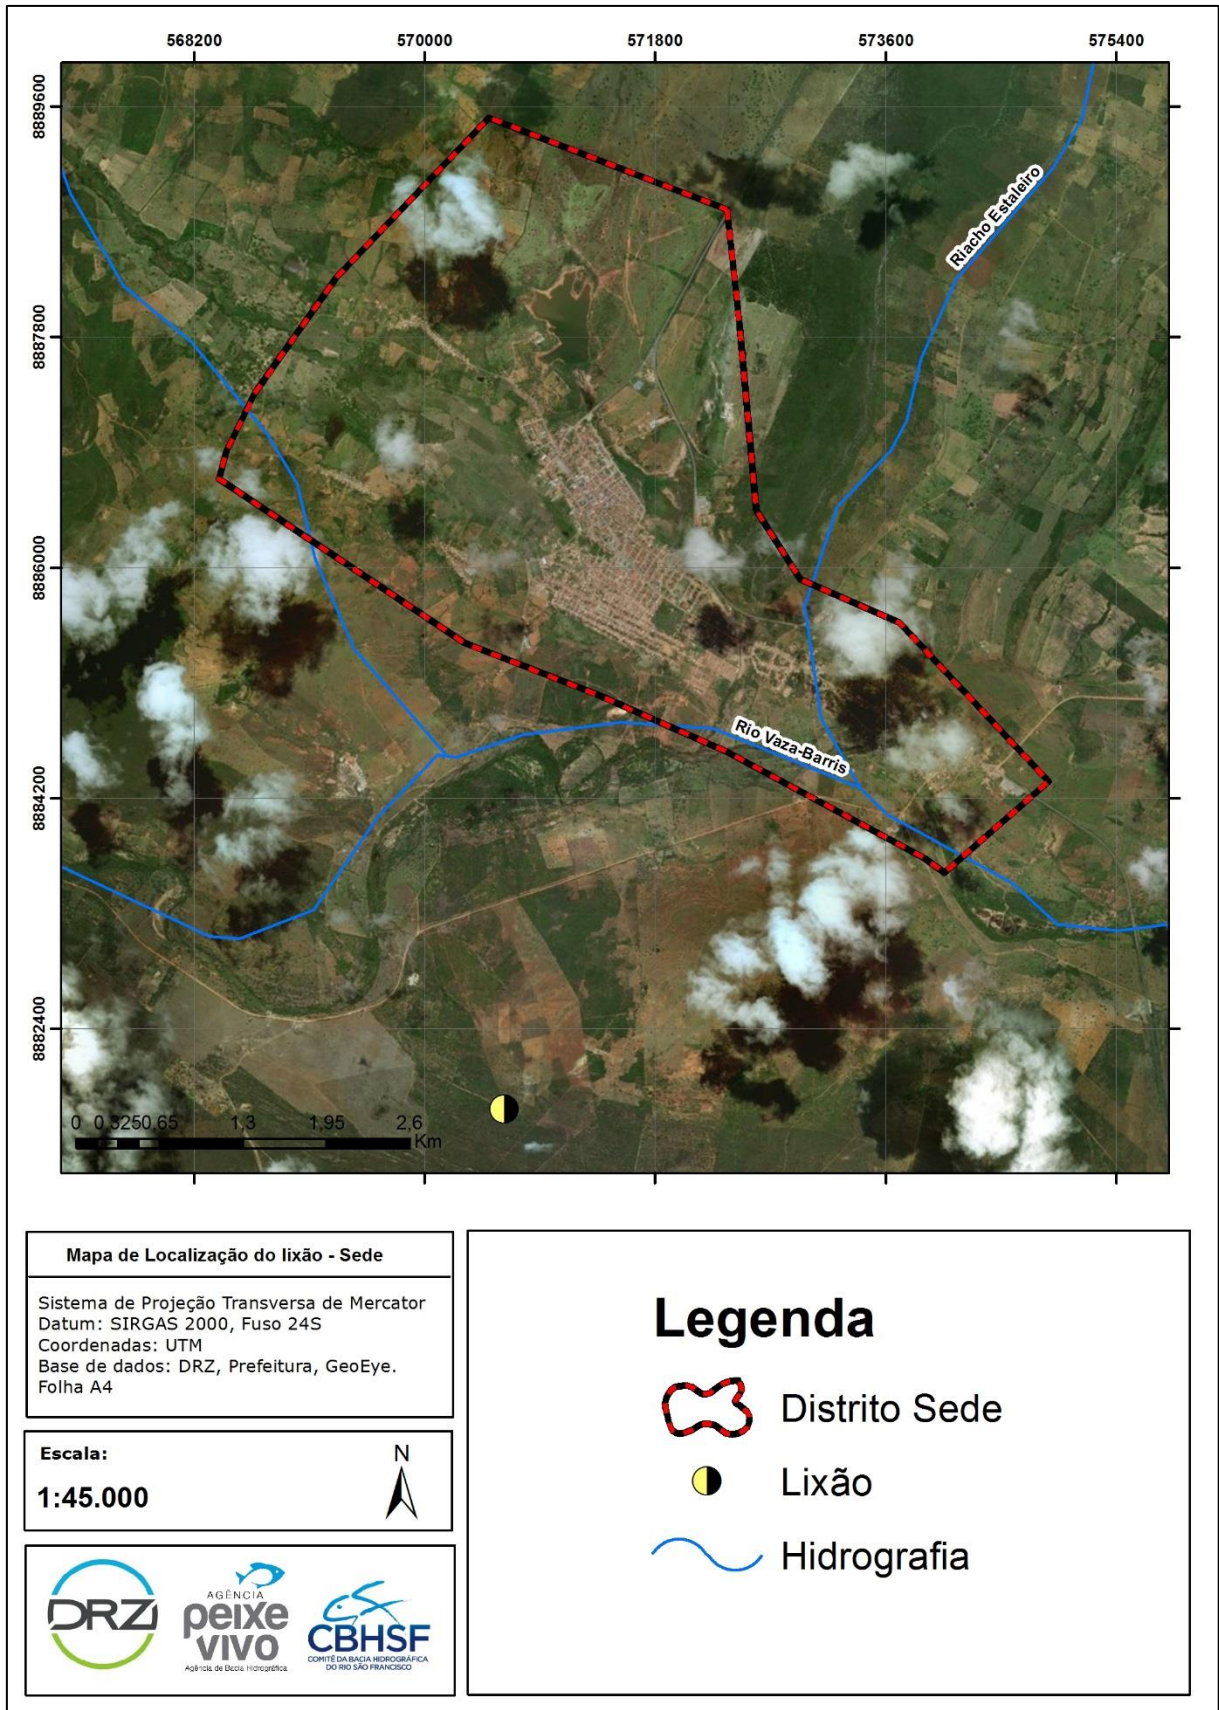 568200 570000 571800 573600 575400
8889600
8887800
8886000
8884200
8882400
Riacho Estaleiro
Rio Vaza-Barris
0 0,3250,65 1,3 1,95 2,6
Km
Mapa de Localização do lixão - Sede
Sistema de Projeção Transversa de Mercator
Datum: SIRGAS 2000, Fuso 24S
Coordenadas: UTM
Base de dados: DRZ, Prefeitura, GeoEye.
Folha A4
Escala:
1:45.000
N
DRZ
AGÊNCIA
peixe
vivo
Agência de Bacia Hidrográfica
CBHSF
COMITÊ DA BACIA HIDROGRÁFICA
DO RIO SÃO FRANCISCO
Legenda
Distrito Sede
Lixão
Hidrografia